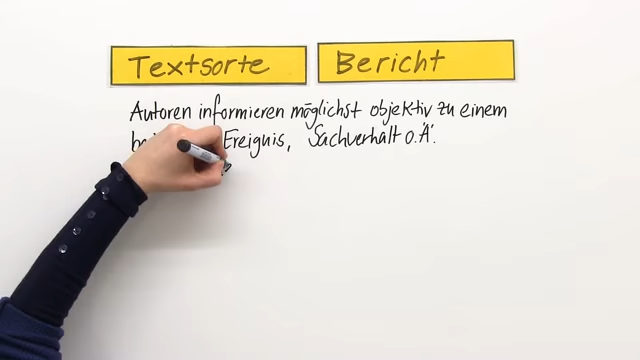 Textsorte Bericht
Autoren informieren möglichst objektiv zu einem
Ereignis, Sachverhalt o.Ä.